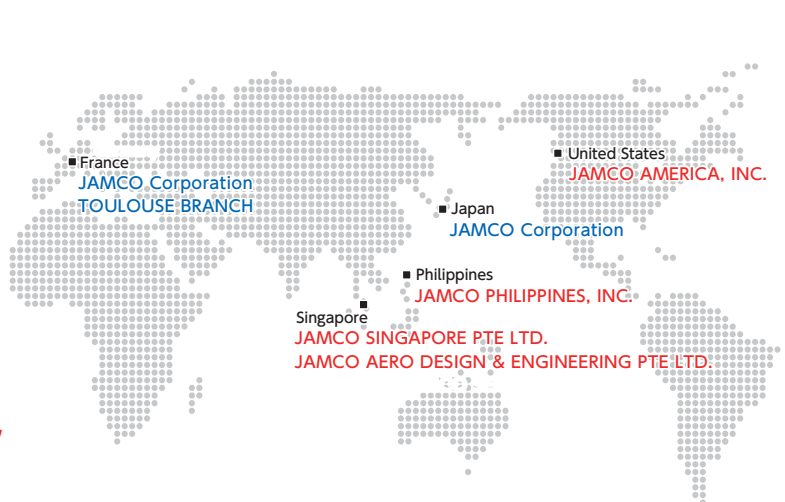 France
JAMCO Corporation
TOULOUSE BRANCH
United States
JAMCO AMERICA, INC.
Japan
JAMCO Corporation
Philippines
JAMCO PHILIPPINES, INC.
Singapore
JAMCO SINGAPORE PTE LTD.
JAMCO AERO DESIGN & ENGINEERING PTE LTD.